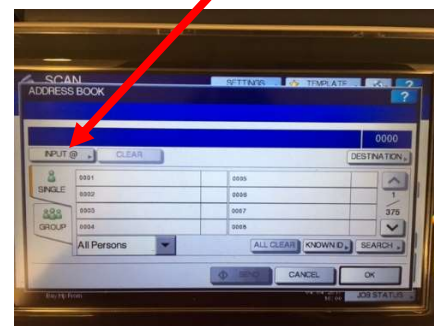 SCAN SETTINGS TEMPLATE ?
ADDRESS BOOK ?
0000
INPUT @ CLEAR DESTINATION
SINGLE
0001 0005
0002 0006
1
GROUP
0003 0007
375
0004 0008
All Persons ALL CLEAR KNOWN ID SEARCH
SEND CANCEL OK
JOB STATUS